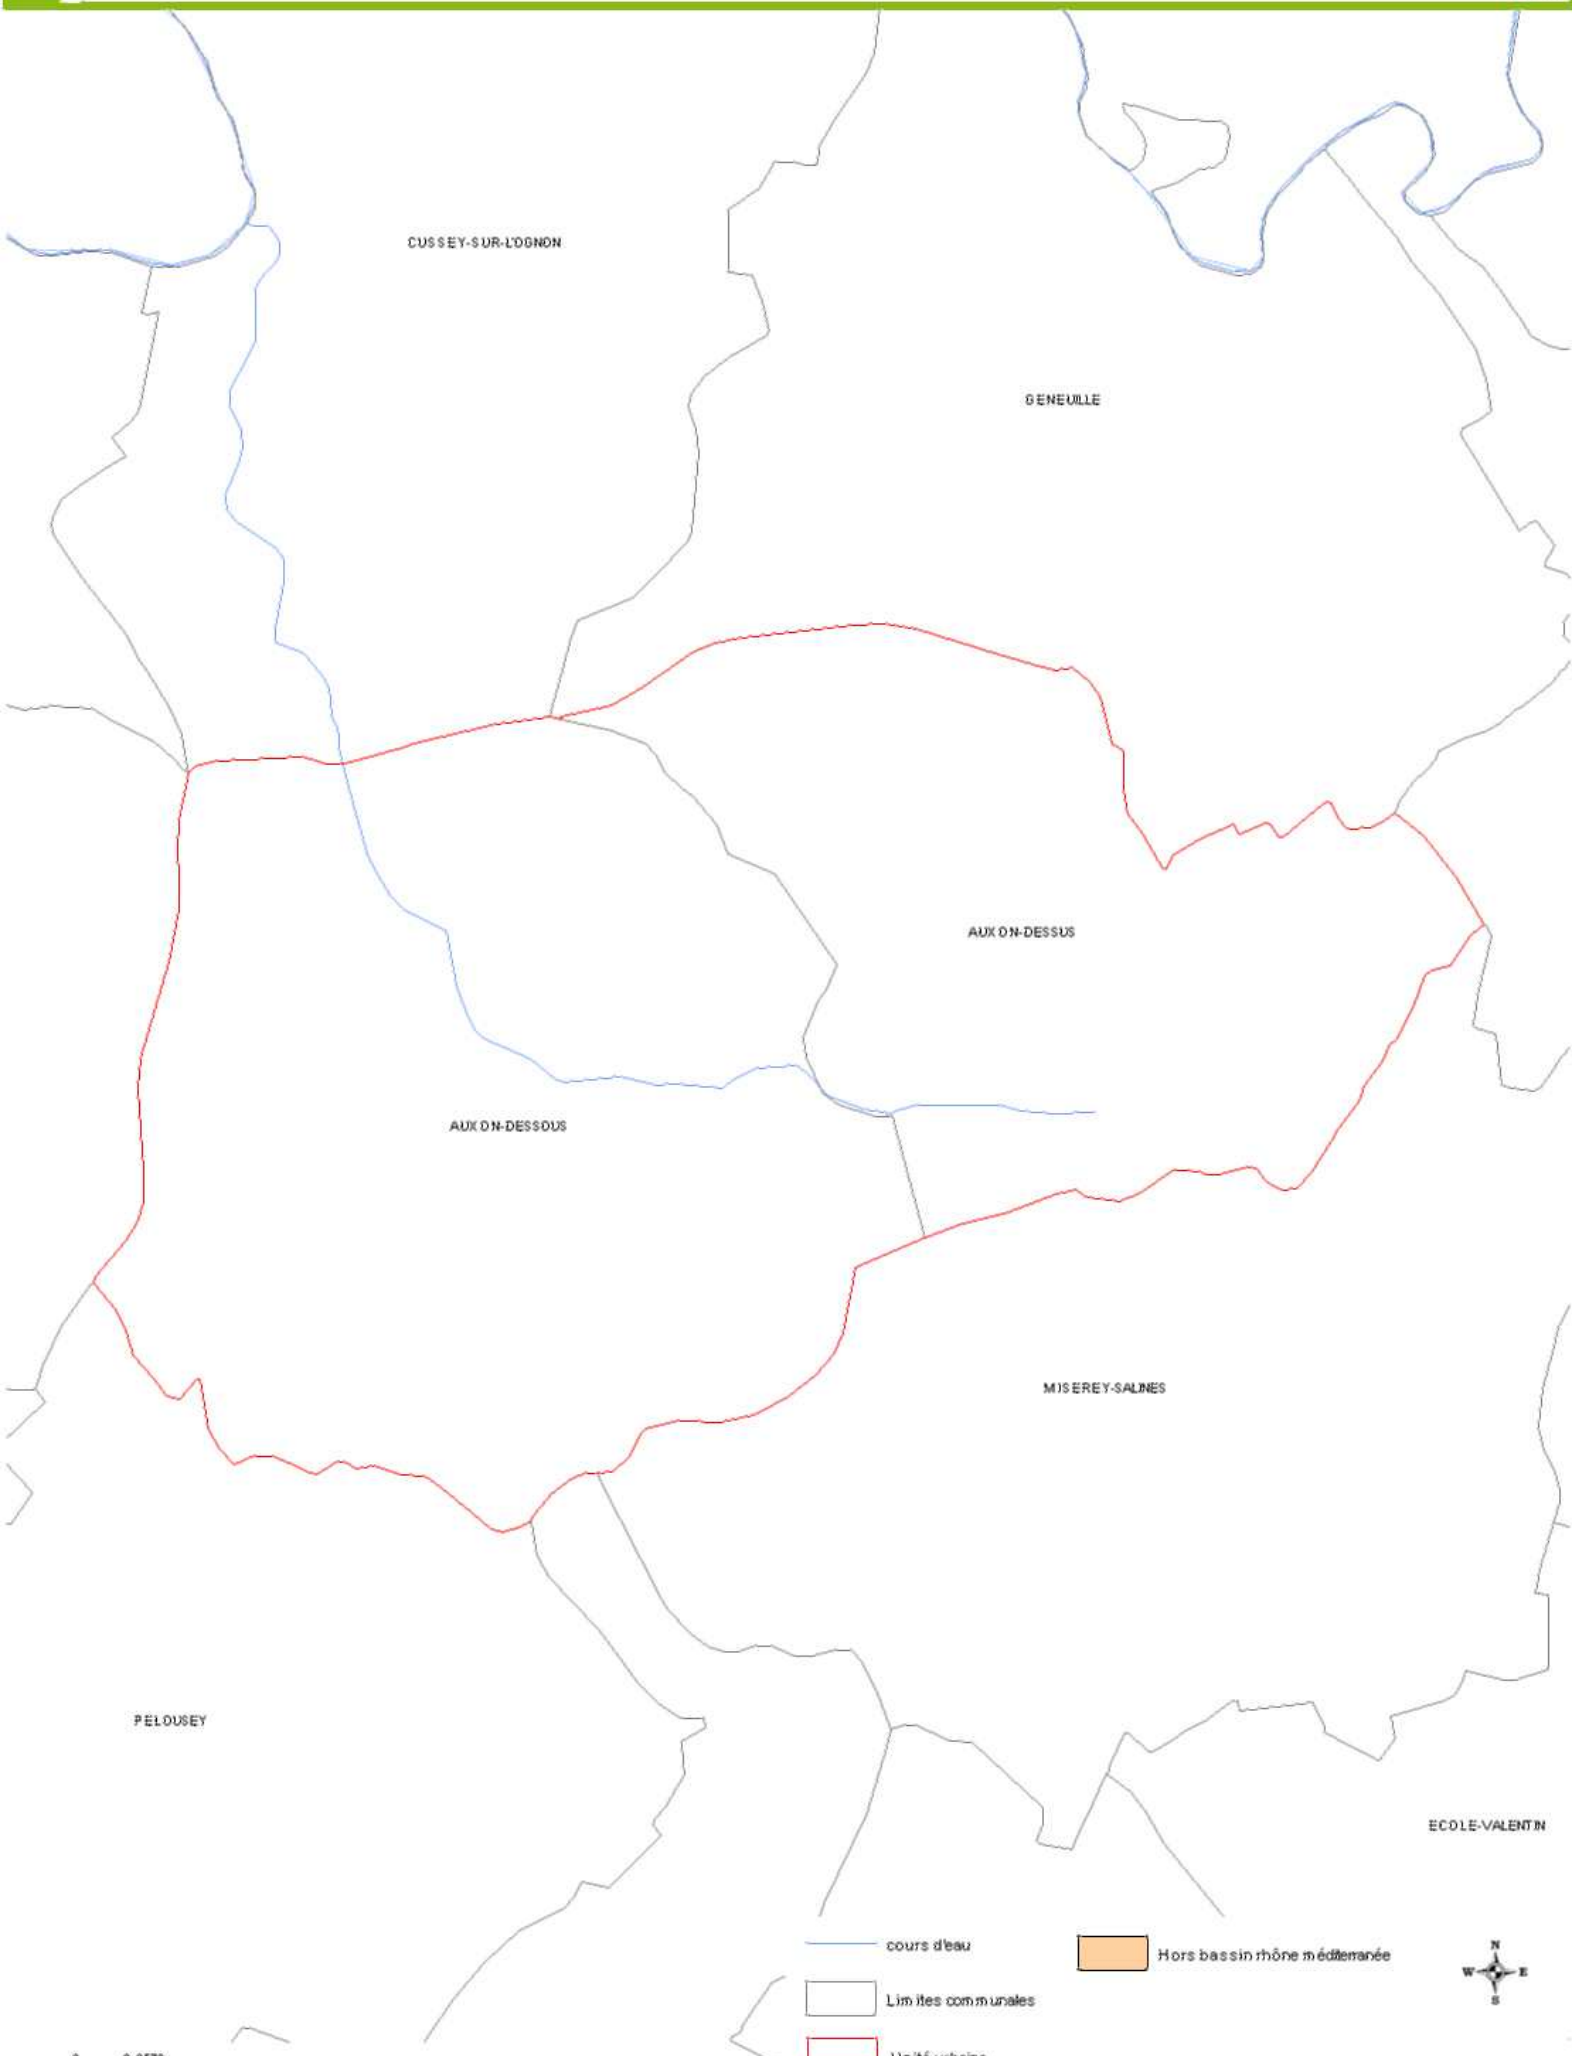 CUSSEY-SUR-L'OGNON
GENEUILLE
AUXON-DESSUS
AUXON-DESSOUS
MISEREY-SALINES
PELOUSEY
ECOLE-VALENTIN
cours d'eau
Hors bassin rhône méditerranée
Limites communales
N
W E
S